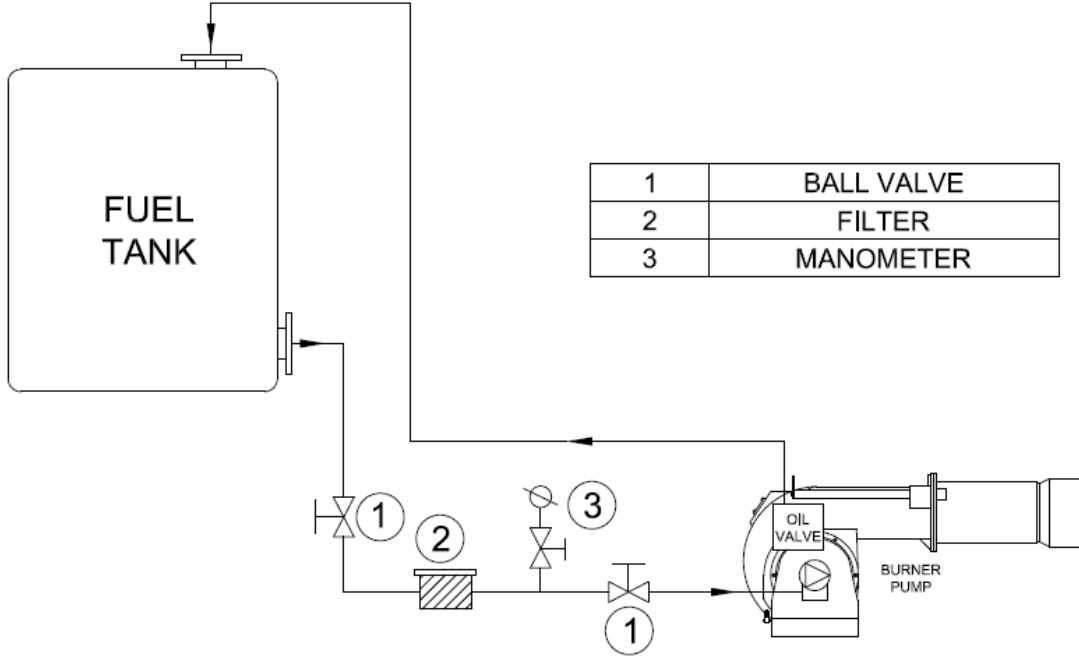 FUEL
TANK
1 BALL VALVE
2 FILTER
3 MANOMETER
1
2
3
1
OIL
VALVE
BURNER
PUMP